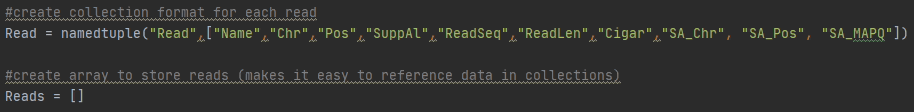 #create collection format for each read
Read = namedtuple("Read",["Name","Chr","Pos","SuppAl","ReadSeq","ReadLen","Cigar","SA_Chr", "SA_Pos", "SA_MAPQ"])
#create array to store reads (makes it easy to reference data in collections)
Reads = []